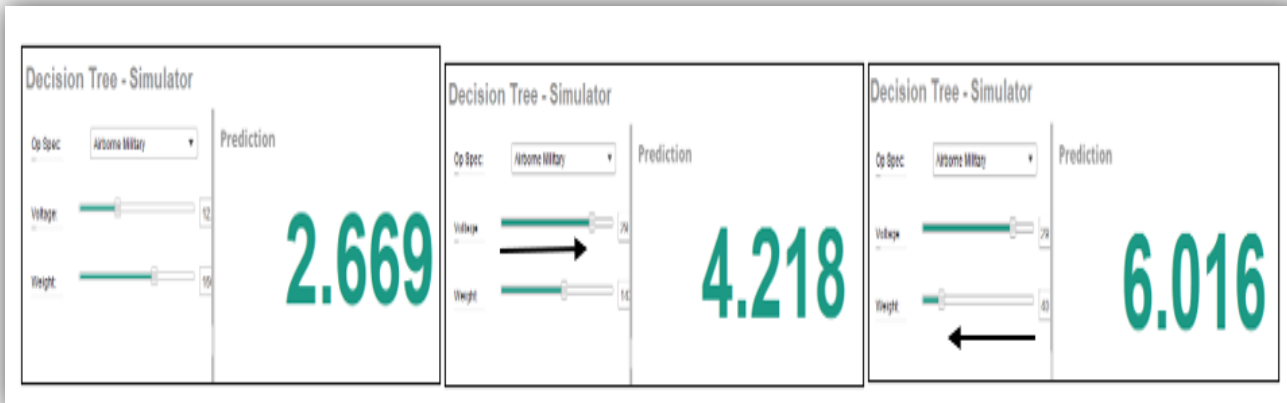 Decision Tree - Simulator
Op Spec:
Airborne Military
Prediction
Voltage:
12
2.669
Weight:
Decision Tree - Simulator
Op Spec:
Airborne Military
Prediction
Voltage
4.218
Weight
Decision Tree - Simulator
Op Spec:
Airborne Military
Prediction
Voltage
6.016
Weight:
40